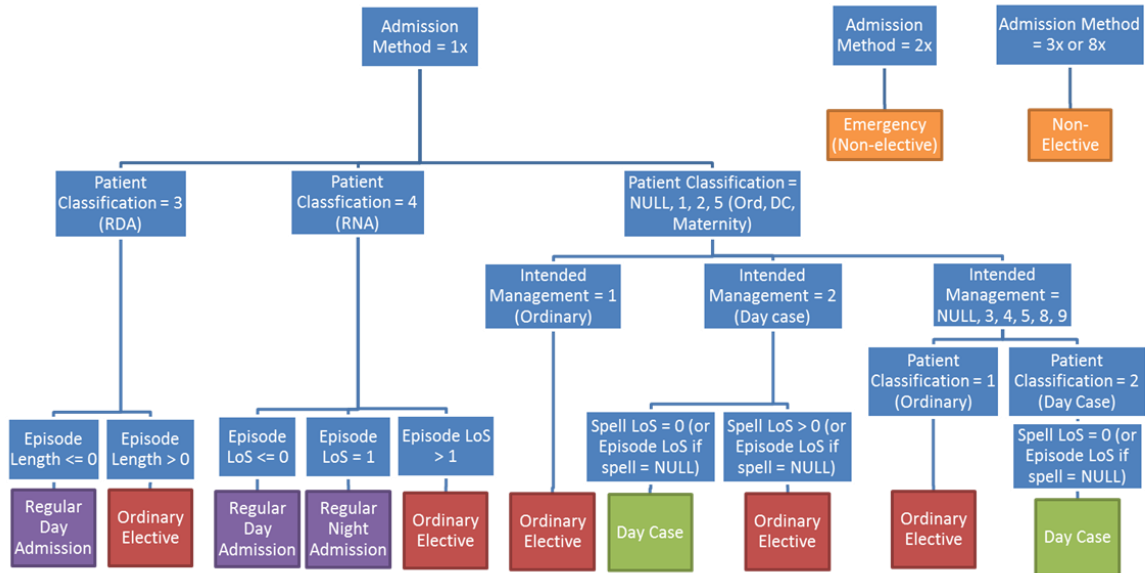 Admission
Method = 1x
Admission
Method = 2x
Admission Method
= 3x or 8x
Emergency
(Non-elective)
Non-
Elective
Patient
Classification = 3
(RDA)
Patient
Classfication = 4
(RNA)
Patient Classification =
NULL, 1, 2, 5 (Ord, DC,
Maternity)
Intended
Management = 1
(Ordinary)
Intended
Management = 2
(Day case)
Intended
Management =
NULL, 3, 4, 5, 8, 9
Patient
Classification = 1
(Ordinary)
Patient
Classification = 2
(Day Case)
Episode
Length <= 0
Episode
Length > 0
Episode
LoS <= 0
Episode
LoS = 1
Episode LoS
> 1
Spell LoS = 0 (or
Episode LoS if
spell = NULL)
Spell LoS > 0 (or
Episode LoS if
spell = NULL)
Spell LoS = 0 (or
Episode LoS if
spell = NULL)
Regular
Day
Admission
Ordinary
Elective
Regular
Day
Admission
Regular
Night
Admission
Ordinary
Elective
Ordinary
Elective
Day Case
Ordinary
Elective
Ordinary
Elective
Day Case